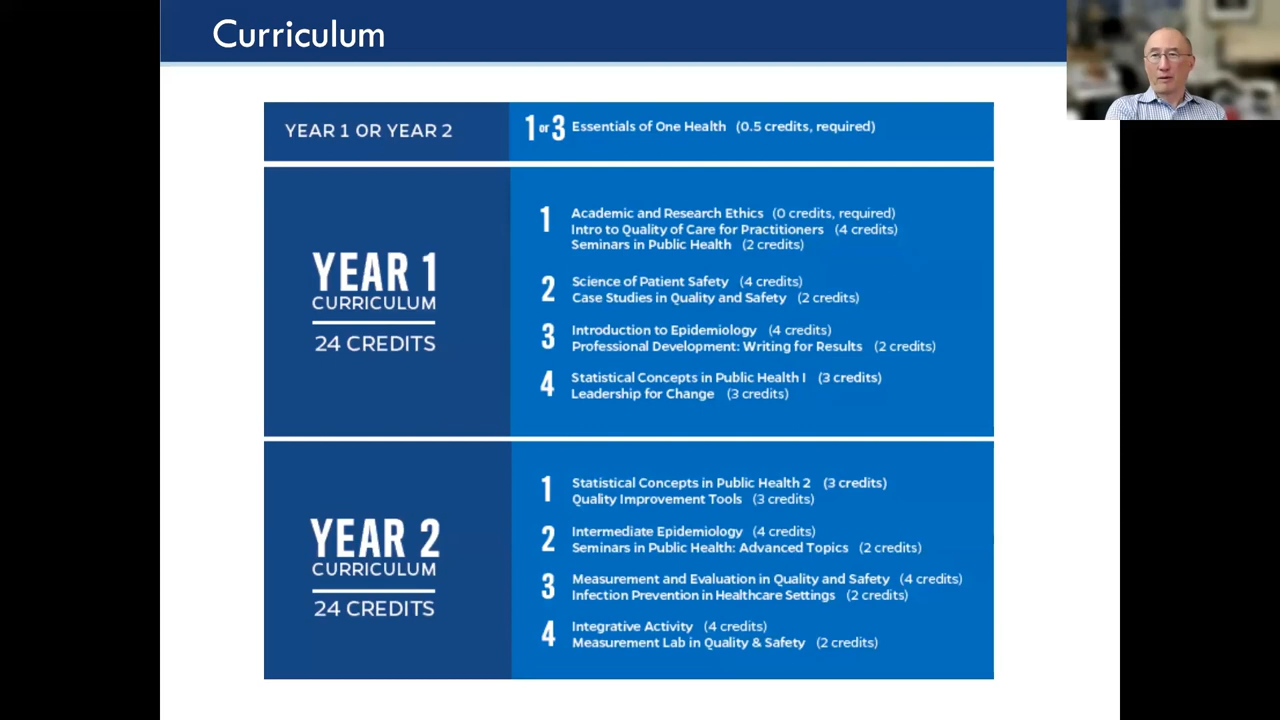 Curriculum
YEAR 1 OR YEAR 2
1 or 3 Essentials of One Health (0.5 credits, required)
YEAR 1
CURRICULUM
24 CREDITS
1 Academic and Research Ethics (0 credits, required)
Intro to Quality of Care for Practitioners (4 credits)
Seminars in Public Health (2 credits)
2 Science of Patient Safety (4 credits)
Case Studies in Quality and Safety (2 credits)
3 Introduction to Epidemiology (4 credits)
Professional Development: Writing for Results (2 credits)
4 Statistical Concepts in Public Health I (3 credits)
Leadership for Change (3 credits)
YEAR 2
CURRICULUM
24 CREDITS
1 Statistical Concepts in Public Health 2 (3 credits)
Quality Improvement Tools (3 credits)
2 Intermediate Epidemiology (4 credits)
Seminars in Public Health: Advanced Topics (2 credits)
3 Measurement and Evaluation in Quality and Safety (4 credits)
Infection Prevention in Healthcare Settings (2 credits)
4 Integrative Activity (4 credits)
Measurement Lab in Quality & Safety (2 credits)